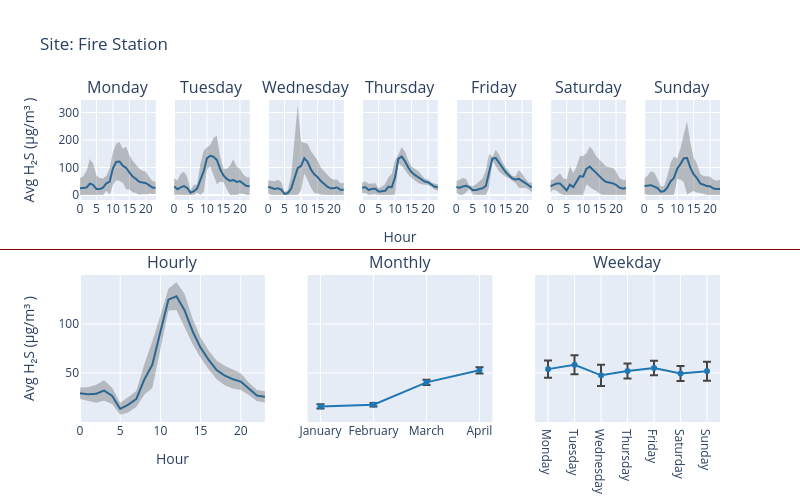 Site: Fire Station
Monday Tuesday Wednesday Thursday Friday Saturday Sunday
Avg H₂S (µg/m³ )
300
200
100
0
0 5 10 15 20 0 5 10 15 20 0 5 10 15 20 0 5 10 15 20 0 5 10 15 20 0 5 10 15 20 0 5 10 15 20
Hour
Hourly Monthly Weekday
Avg H₂S (µg/m³ )
100
50
0 5 10 15 20
Hour
January February March April
Monday
Tuesday
Wednesday
Thursday
Friday
Saturday
Sunday